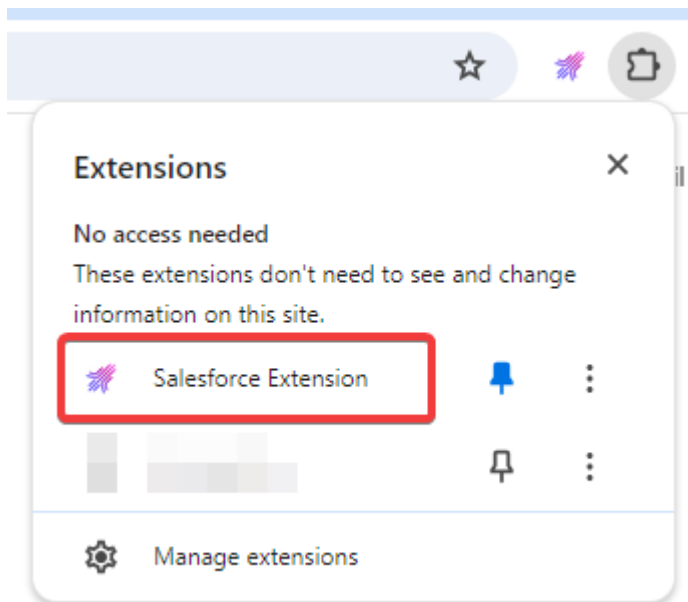 il
Extensions
No access needed
These extensions don't need to see and change
information on this site.
Salesforce Extension
Manage extensions